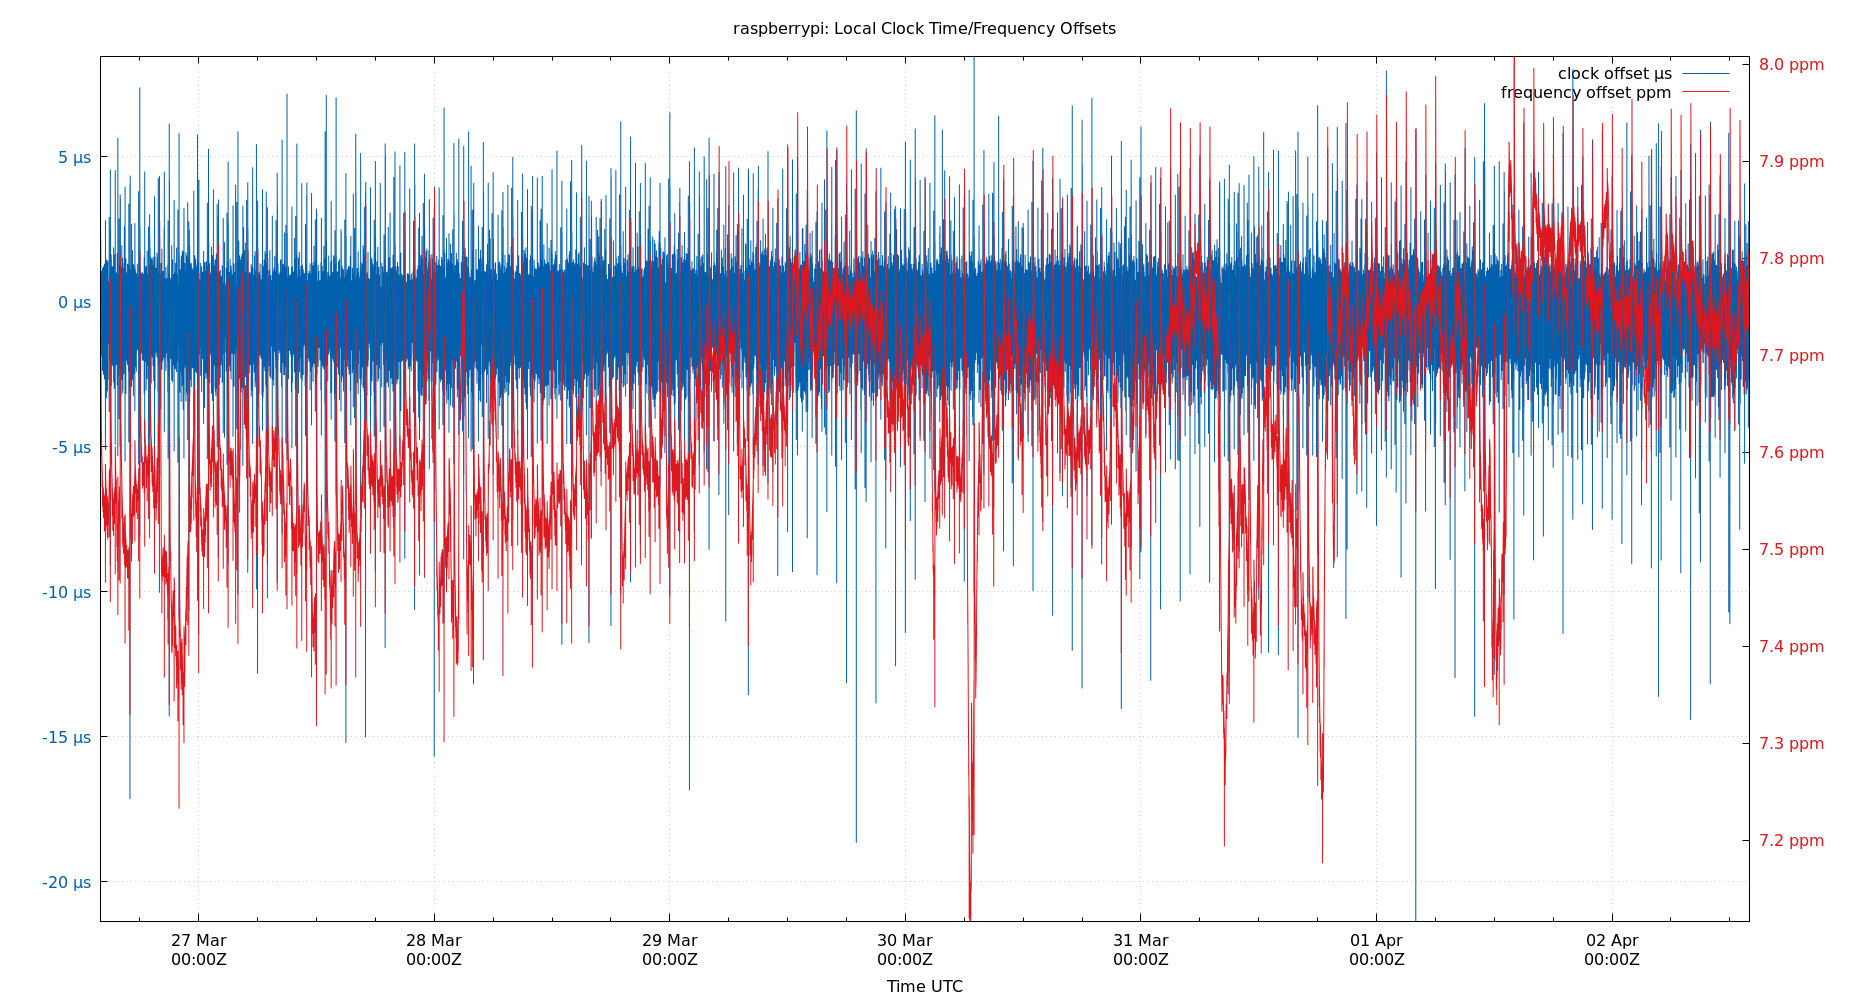 raspberrypi: Local Clock Time/Frequency Offsets
clock offset µs
frequency offset ppm
5 µs
0 µs
-5 µs
-10 µs
-15 µs
-20 µs
8.0 ppm
7.9 ppm
7.8 ppm
7.7 ppm
7.6 ppm
7.5 ppm
7.4 ppm
7.3 ppm
7.2 ppm
27 Mar
00:00Z
28 Mar
00:00Z
29 Mar
00:00Z
30 Mar
00:00Z
31 Mar
00:00Z
01 Apr
00:00Z
02 Apr
00:00Z
Time UTC